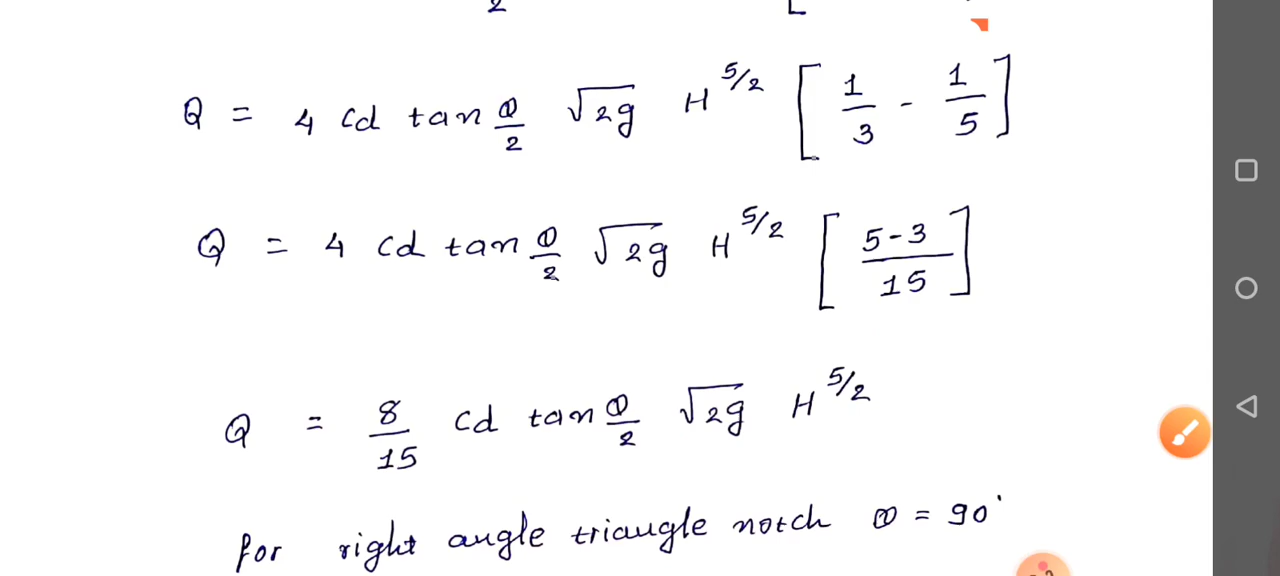 Q = 4 Cd tan θ/2 √2g H^5/2 [1/3 - 1/5]
Q = 4 Cd tan θ/2 √2g H^5/2 [5-3/15]
Q = 8/15 Cd tan θ/2 √2g H^5/2
for right angle triangle notch θ = 90°